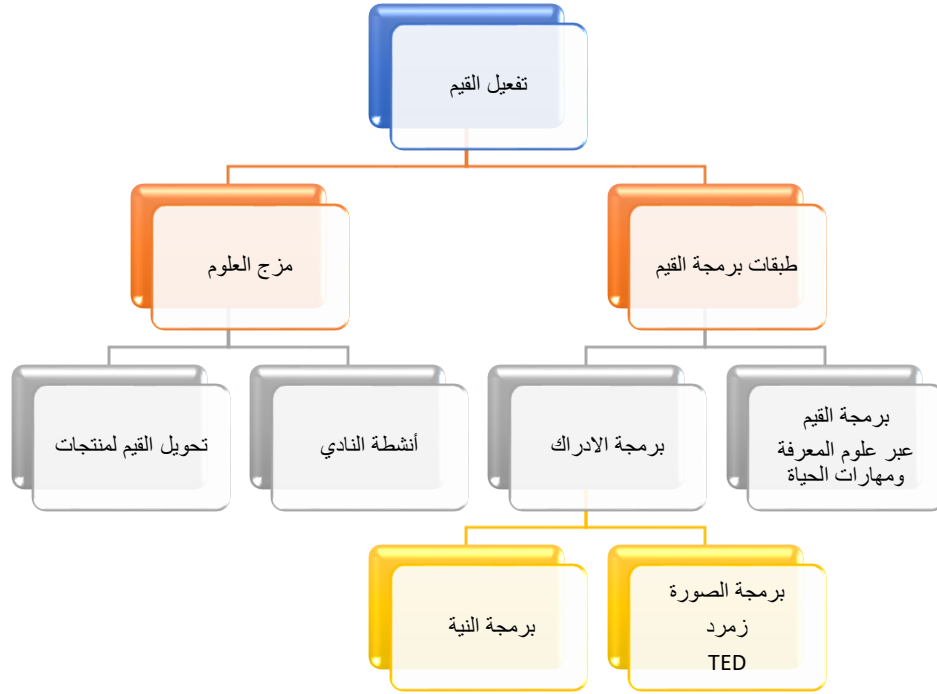 تفعيل القيم
طبقات برمجة القيم
مزج العلوم
برمجة القيم
عبر علوم المعرفة
ومهارات الحياة
برمجة الادراك
أنشطة النادي
تحويل القيم لمنتجات
برمجة الصورة
زمرد
TED
برمجة النية